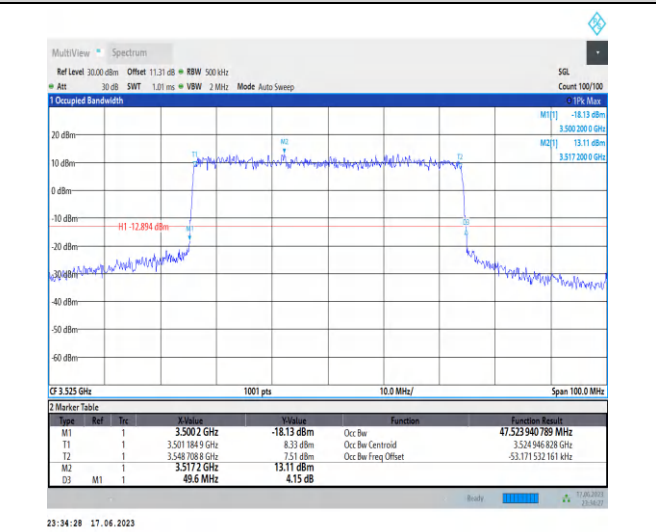 MultiView Spectrum
Ref Level 30.00 dBm Offset 11.31 dB RBW 500 kHz SGL
Att 30 dB SWT 1.01 ms VBW 2 MHz Mode Auto Sweep Count 100/100
1 Occupied Bandwidth 1Pk Max
M1[1] -18.13 dBm
3.500 200 0 GHz
M2[1] 13.11 dBm
3.517 200 0 GHz
20 dBm
M2
T1 T2
10 dBm
0 dBm
-10 dBm
H1 -12.894 dBm
M1
-20 dBm
-30 dBm
-40 dBm
-50 dBm
-60 dBm
CF 3.525 GHz 1001 pts 10.0 MHz/ Span 100.0 MHz
2 Marker Table
Type Ref Trc X-Value Y-Value Function Function Result
M1 1 3.500 2 GHz -18.13 dBm Occ Bw 47.523 940 789 MHz
T1 1 3.501 184 9 GHz 8.33 dBm Occ Bw Centroid 3.524 946 828 GHz
T2 1 3.548 708 8 GHz 7.51 dBm Occ Bw Freq Offset -53.171 532 161 kHz
M2 1 3.517 2 GHz 13.11 dBm
D3 M1 1 49.6 MHz 4.15 dB
Ready 17.06.2023
23:34:28 17.06.2023